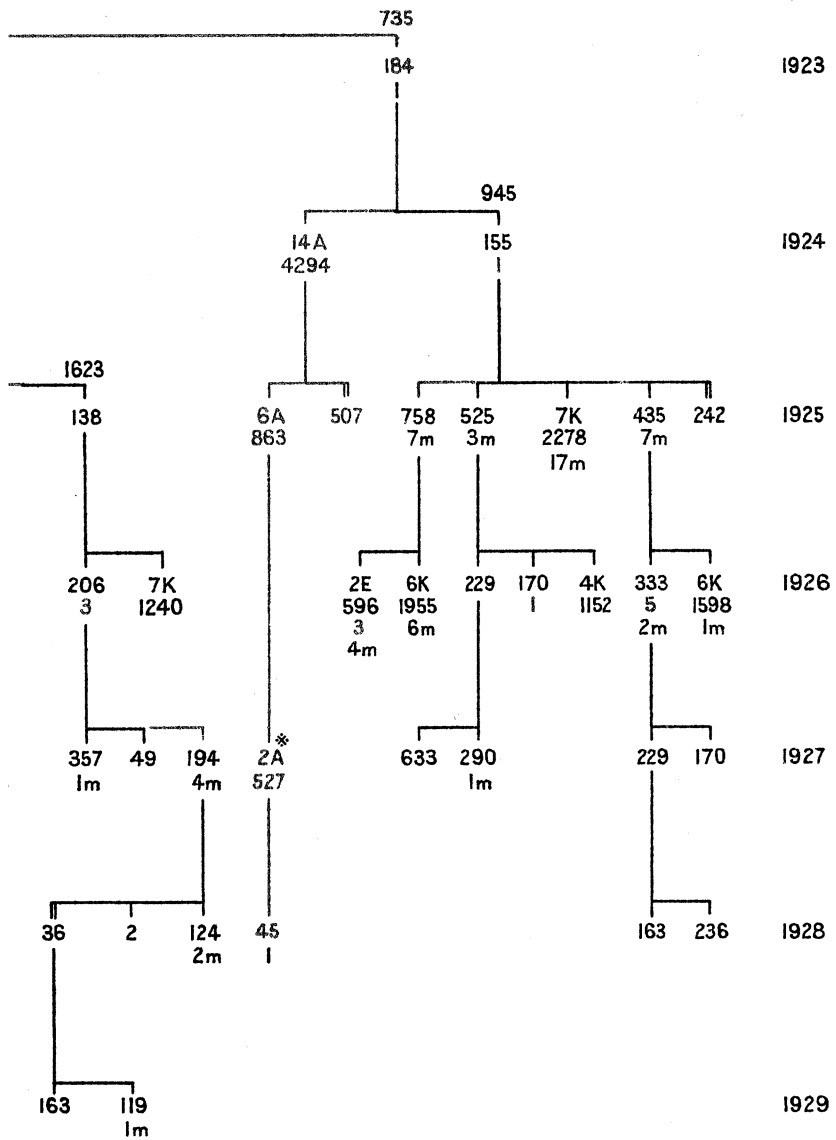 735
184 1923
1
945
14A 155 1924
4294 1
1623
138 6A 507 758 525 7K 435 242 1925
863 7m 3m 2278 7m
17m
206 7K 2E 6K 229 170 4K 333 6K 1926
3 1240 596 1955 1 1152 5 1598
3 6m 2m 1m
4m
※
357 49 194 2A 633 290 229 170 1927
1m 4m 527 1m
36 2 124 45 163 236 1928
2m 1
163 119 1929
1m